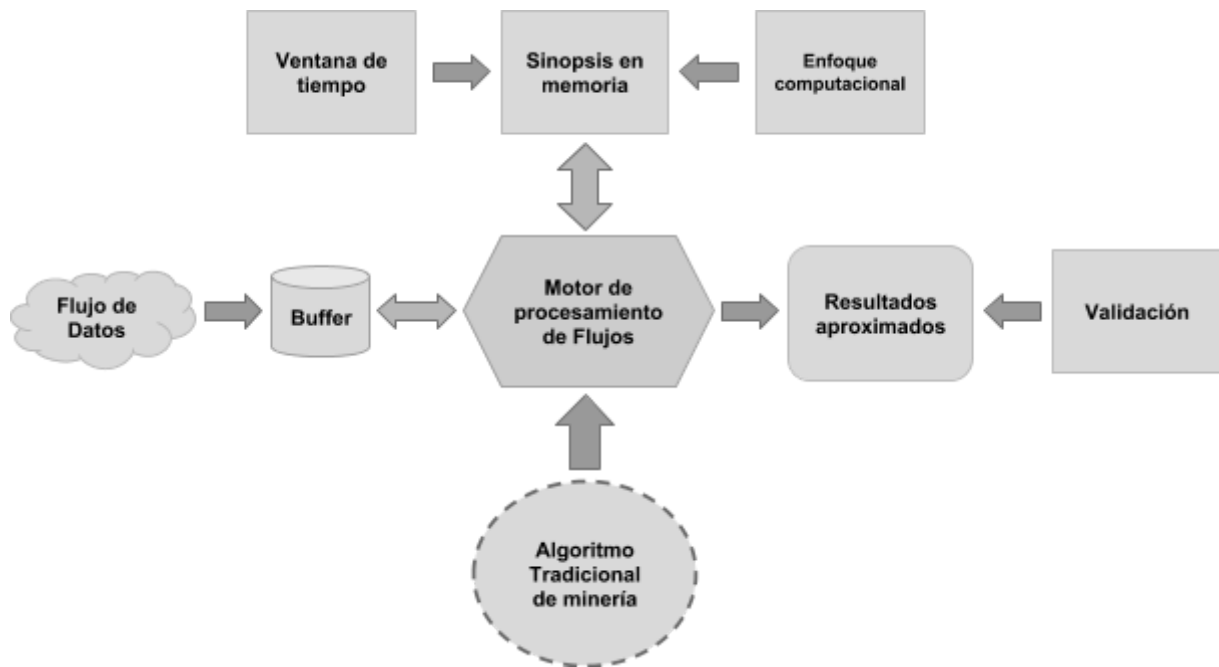 Ventana de
tiempo
Sinopsis en
memoria
Enfoque
computacional
Flujo de
Datos
Buffer
Motor de
procesamiento
de Flujos
Resultados
aproximados
Validación
Algoritmo
Tradicional
de minería